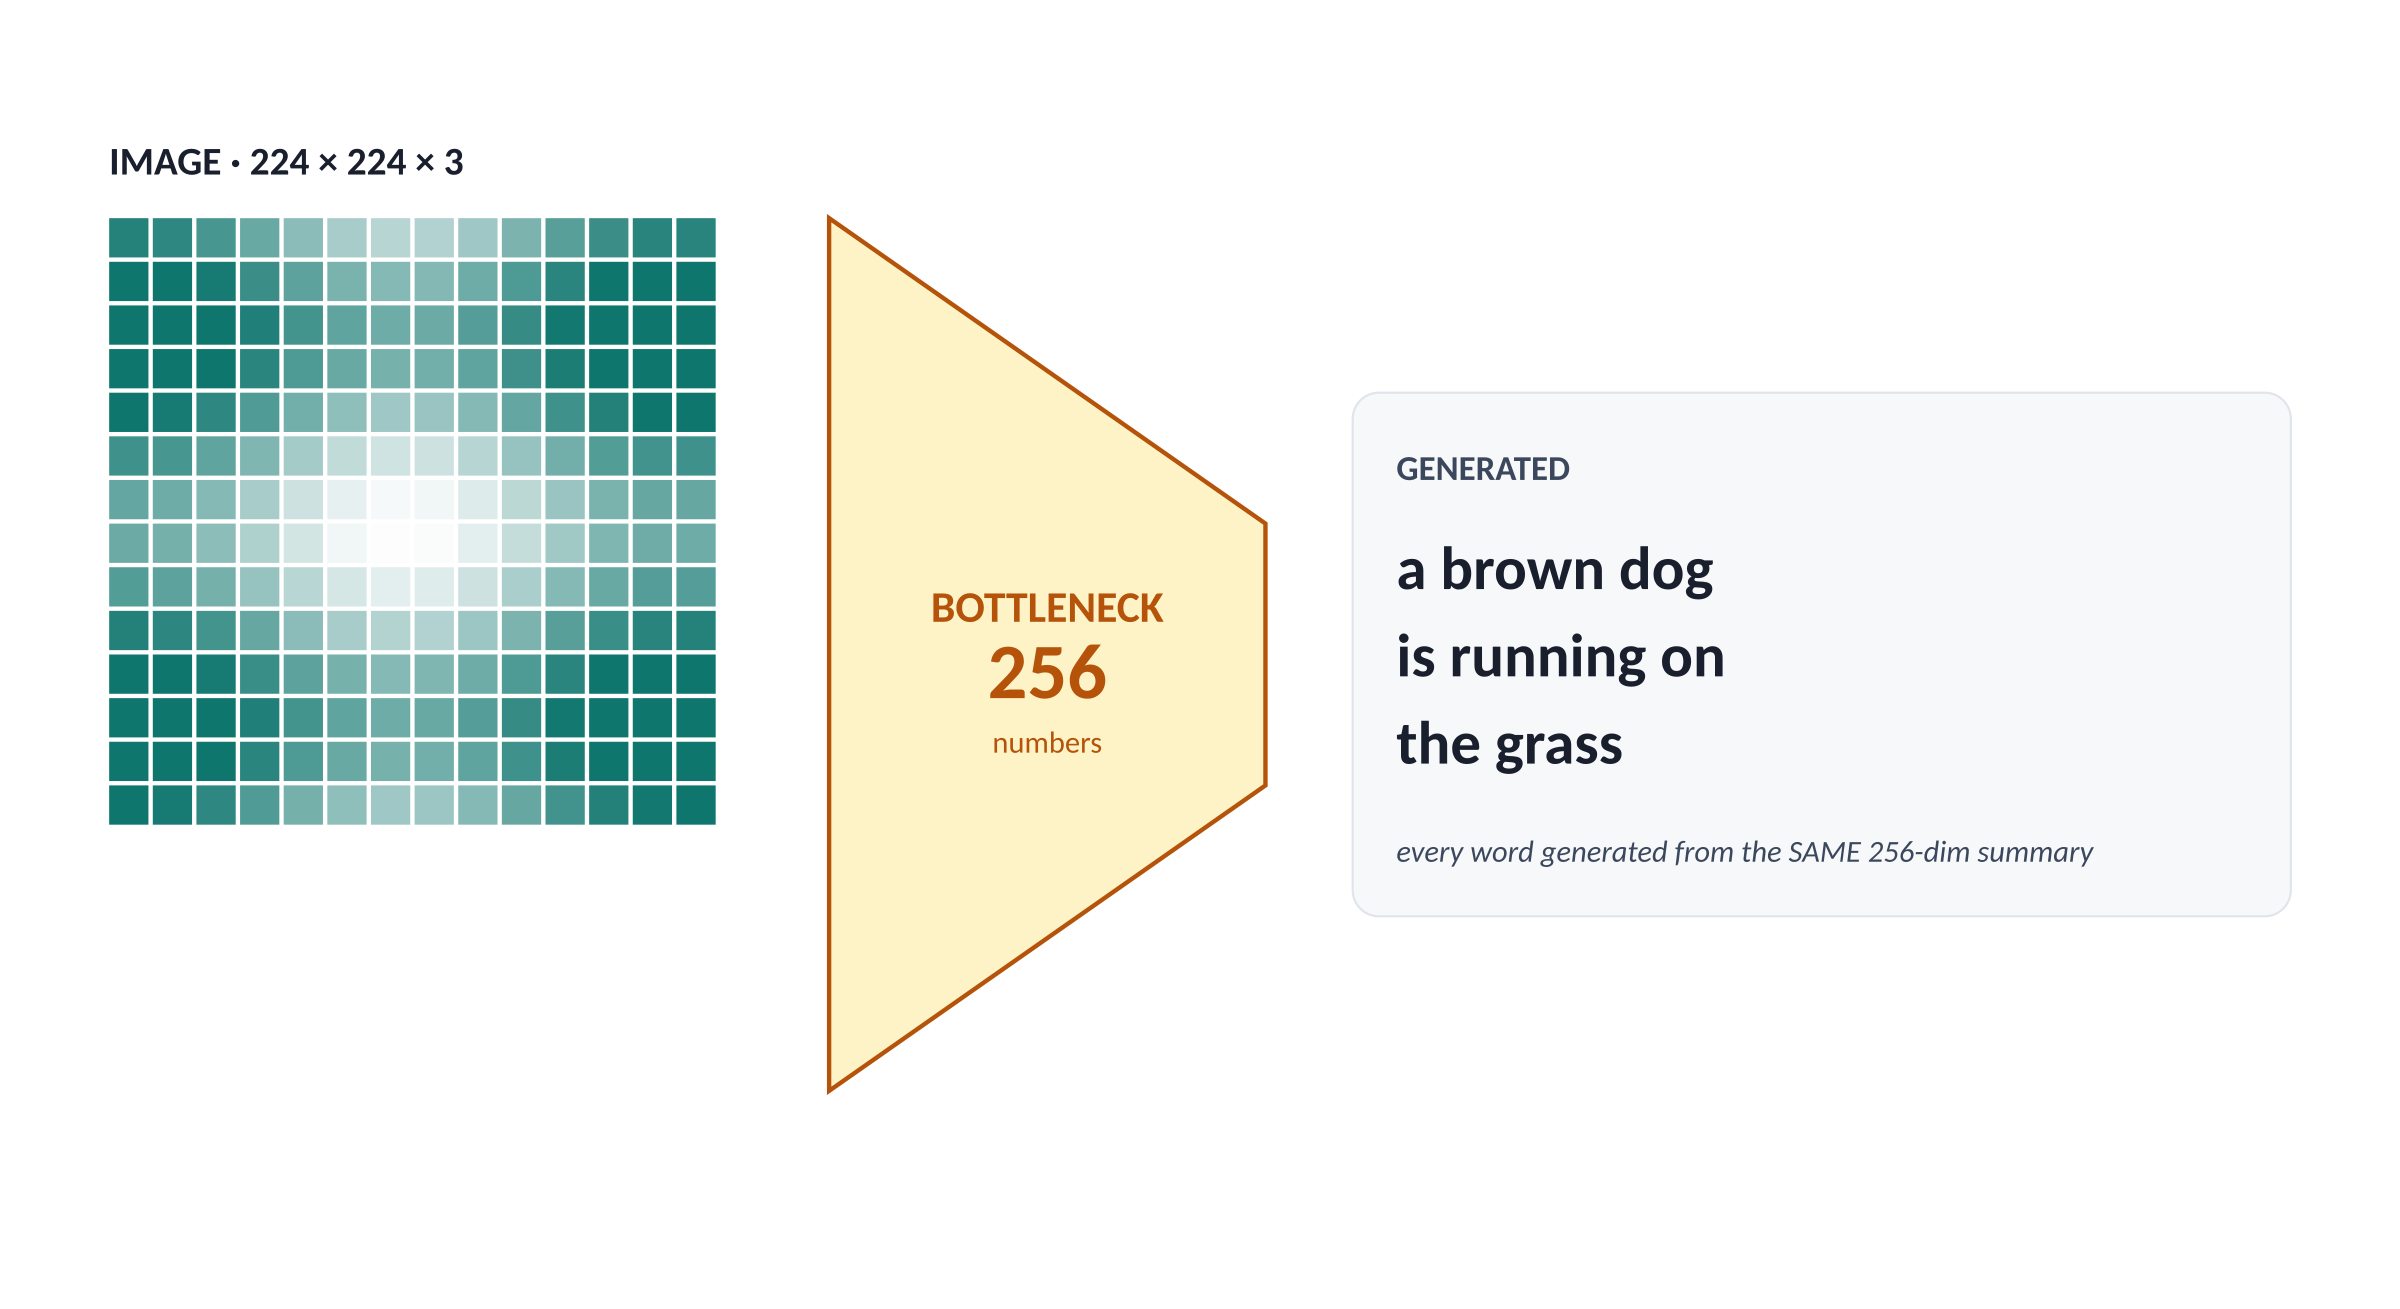 IMAGE · 224 × 224 × 3
BOTTLENECK
256
numbers
GENERATED
a brown dog
is running on
the grass
every word generated from the SAME 256-dim summary